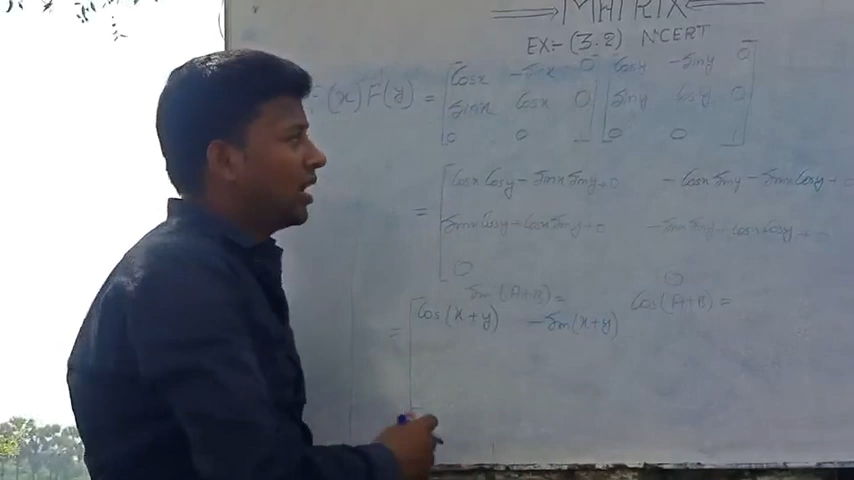 MATRIX
EX:- (3.2) NCERT
(x) F(y) = [ Cosx -Sinx 0 ] [ Cosy -Siny 0 ]
Sinx Cosx 0 Siny Cosy 0
0 0 1 0 0 1
= [ Cosx Cosy - Sinx Siny + 0 - Cosx Siny - Sinx Cosy + 0
Sinx Cosy + Cosx Siny + 0 - Sinx Siny + Cosx Cosy + 0
0 0
Sin (A+B) = Cos (A+B) =
= [ Cos (x+y) - Sin (x+y)